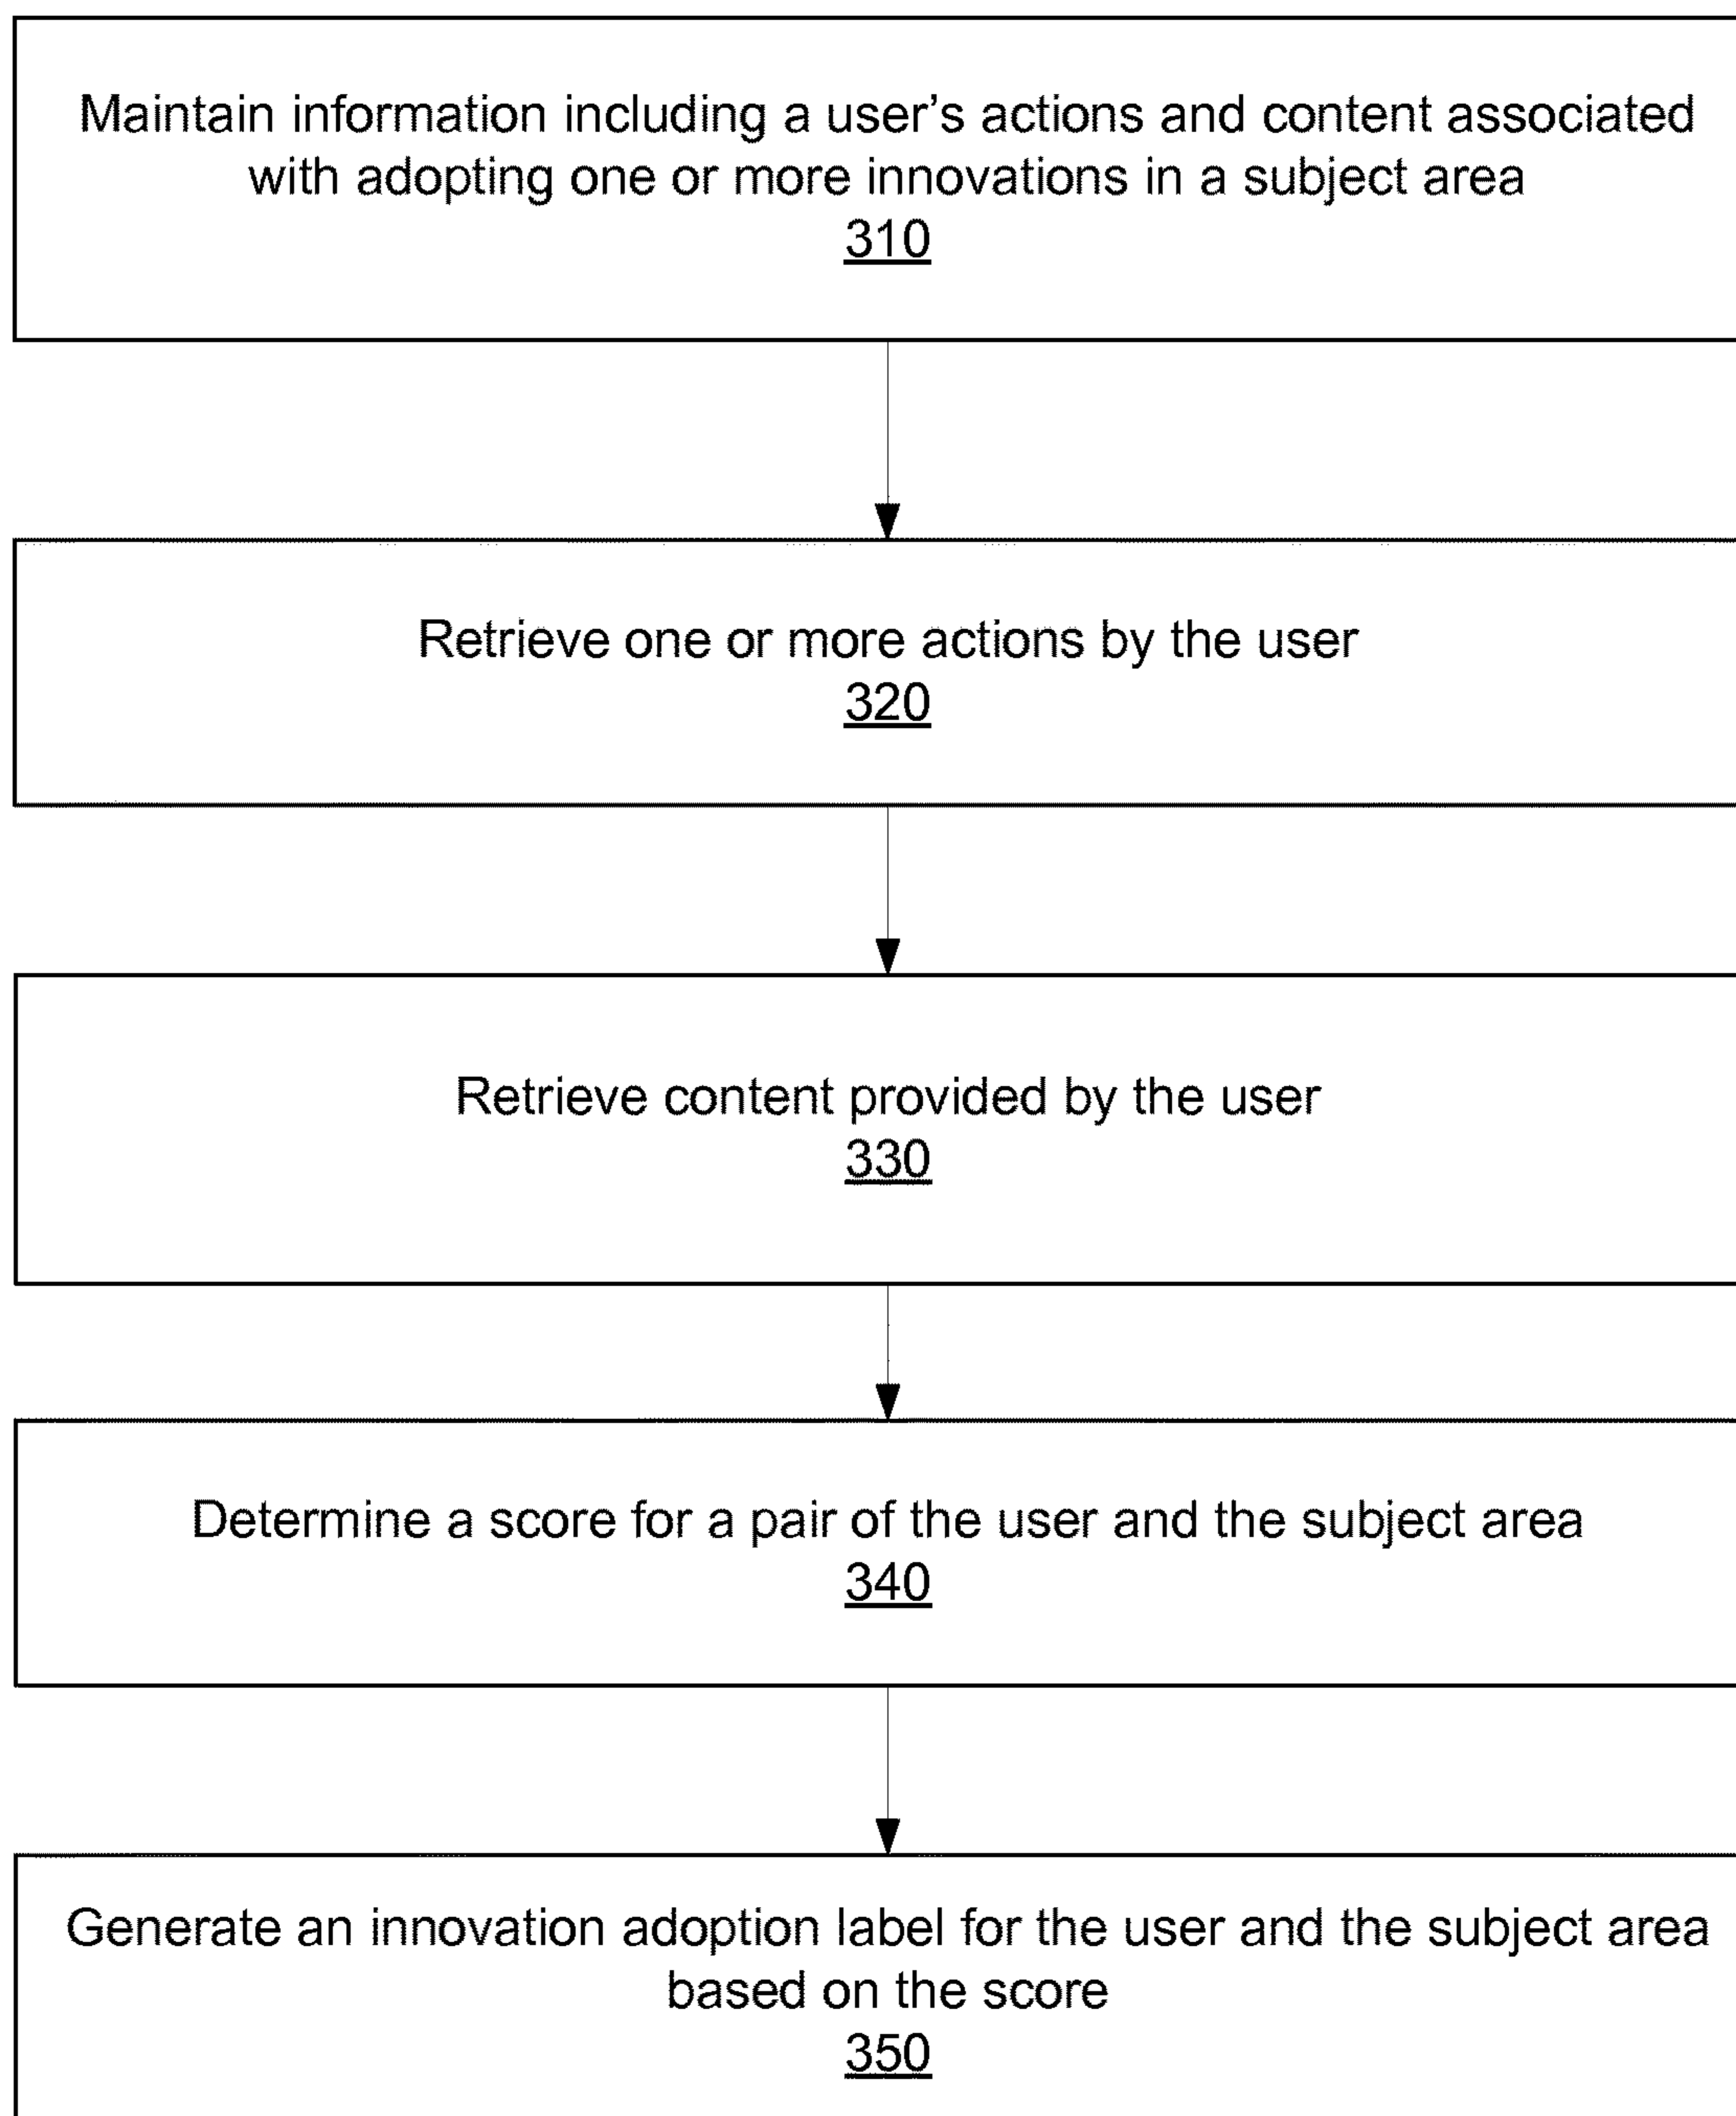 Maintain information including a user’s actions and content associated
with adopting one or more innovations in a subject area
310
Retrieve one or more actions by the user
320
Retrieve content provided by the user
330
Determine a score for a pair of the user and the subject area
340
Generate an innovation adoption label for the user and the subject area
based on the score
350